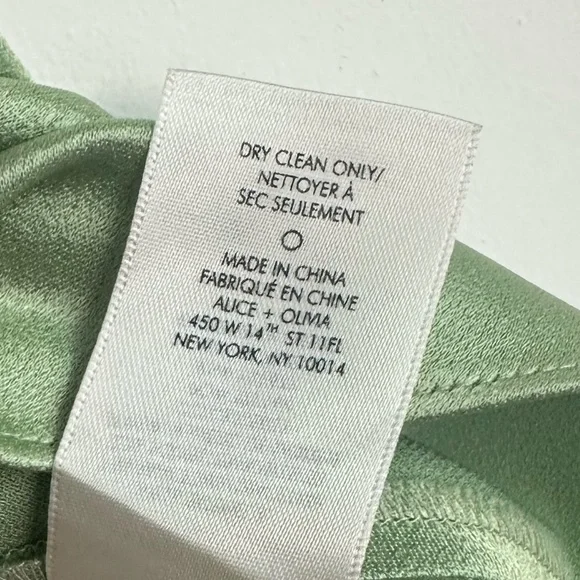 DRY CLEAN ONLY/
NETTOYER À
SEC SEULEMENT
MADE IN CHINA
FABRIQUÉ EN CHINE
ALICE + OLIVIA
450 W 14TH ST 11FL
NEW YORK, NY 10014